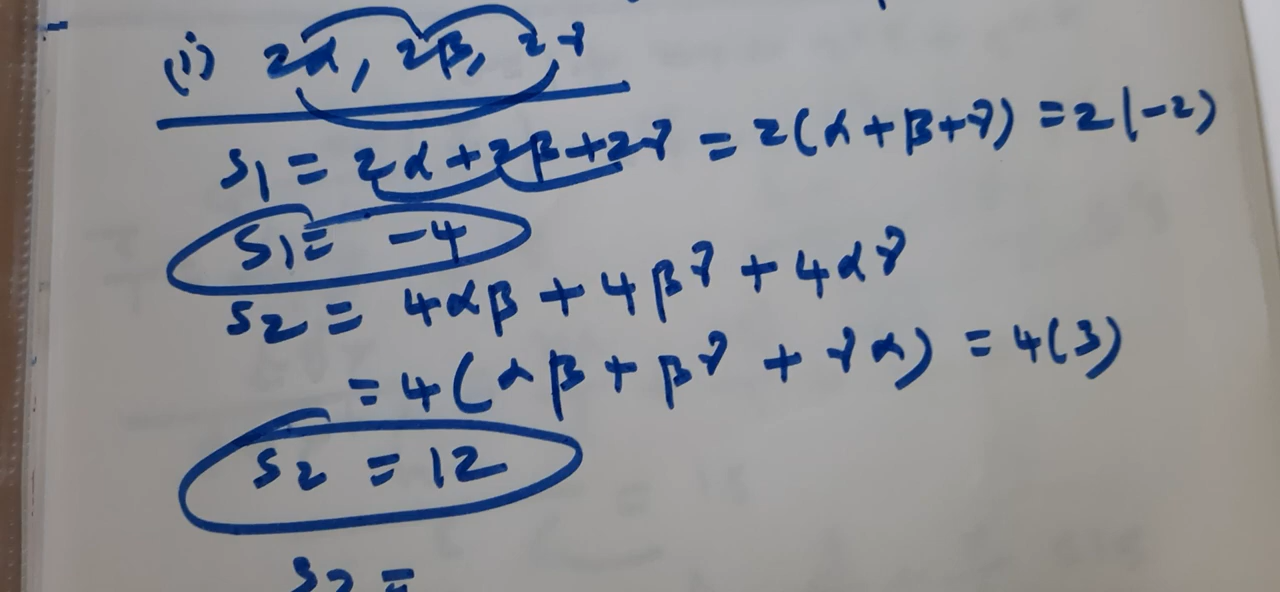 (i) 2α, 2β, 2γ
S1 = 2α + 2β + 2γ = 2(α + β + γ) = 2(-2)
S1 = -4
S2 = 4αβ + 4βγ + 4αγ
= 4(αβ + βγ + γα) = 4(3)
S2 = 12